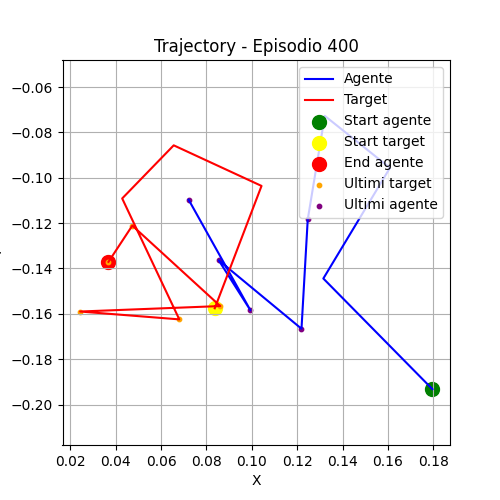 Trajectory - Episodio 400
−0.06
−0.08
−0.10
−0.12
−0.14
−0.16
−0.18
−0.20
Agente
Target
Start agente
Start target
End agente
Ultimi target
Ultimi agente
0.02 0.04 0.06 0.08 0.10 0.12 0.14 0.16 0.18
X